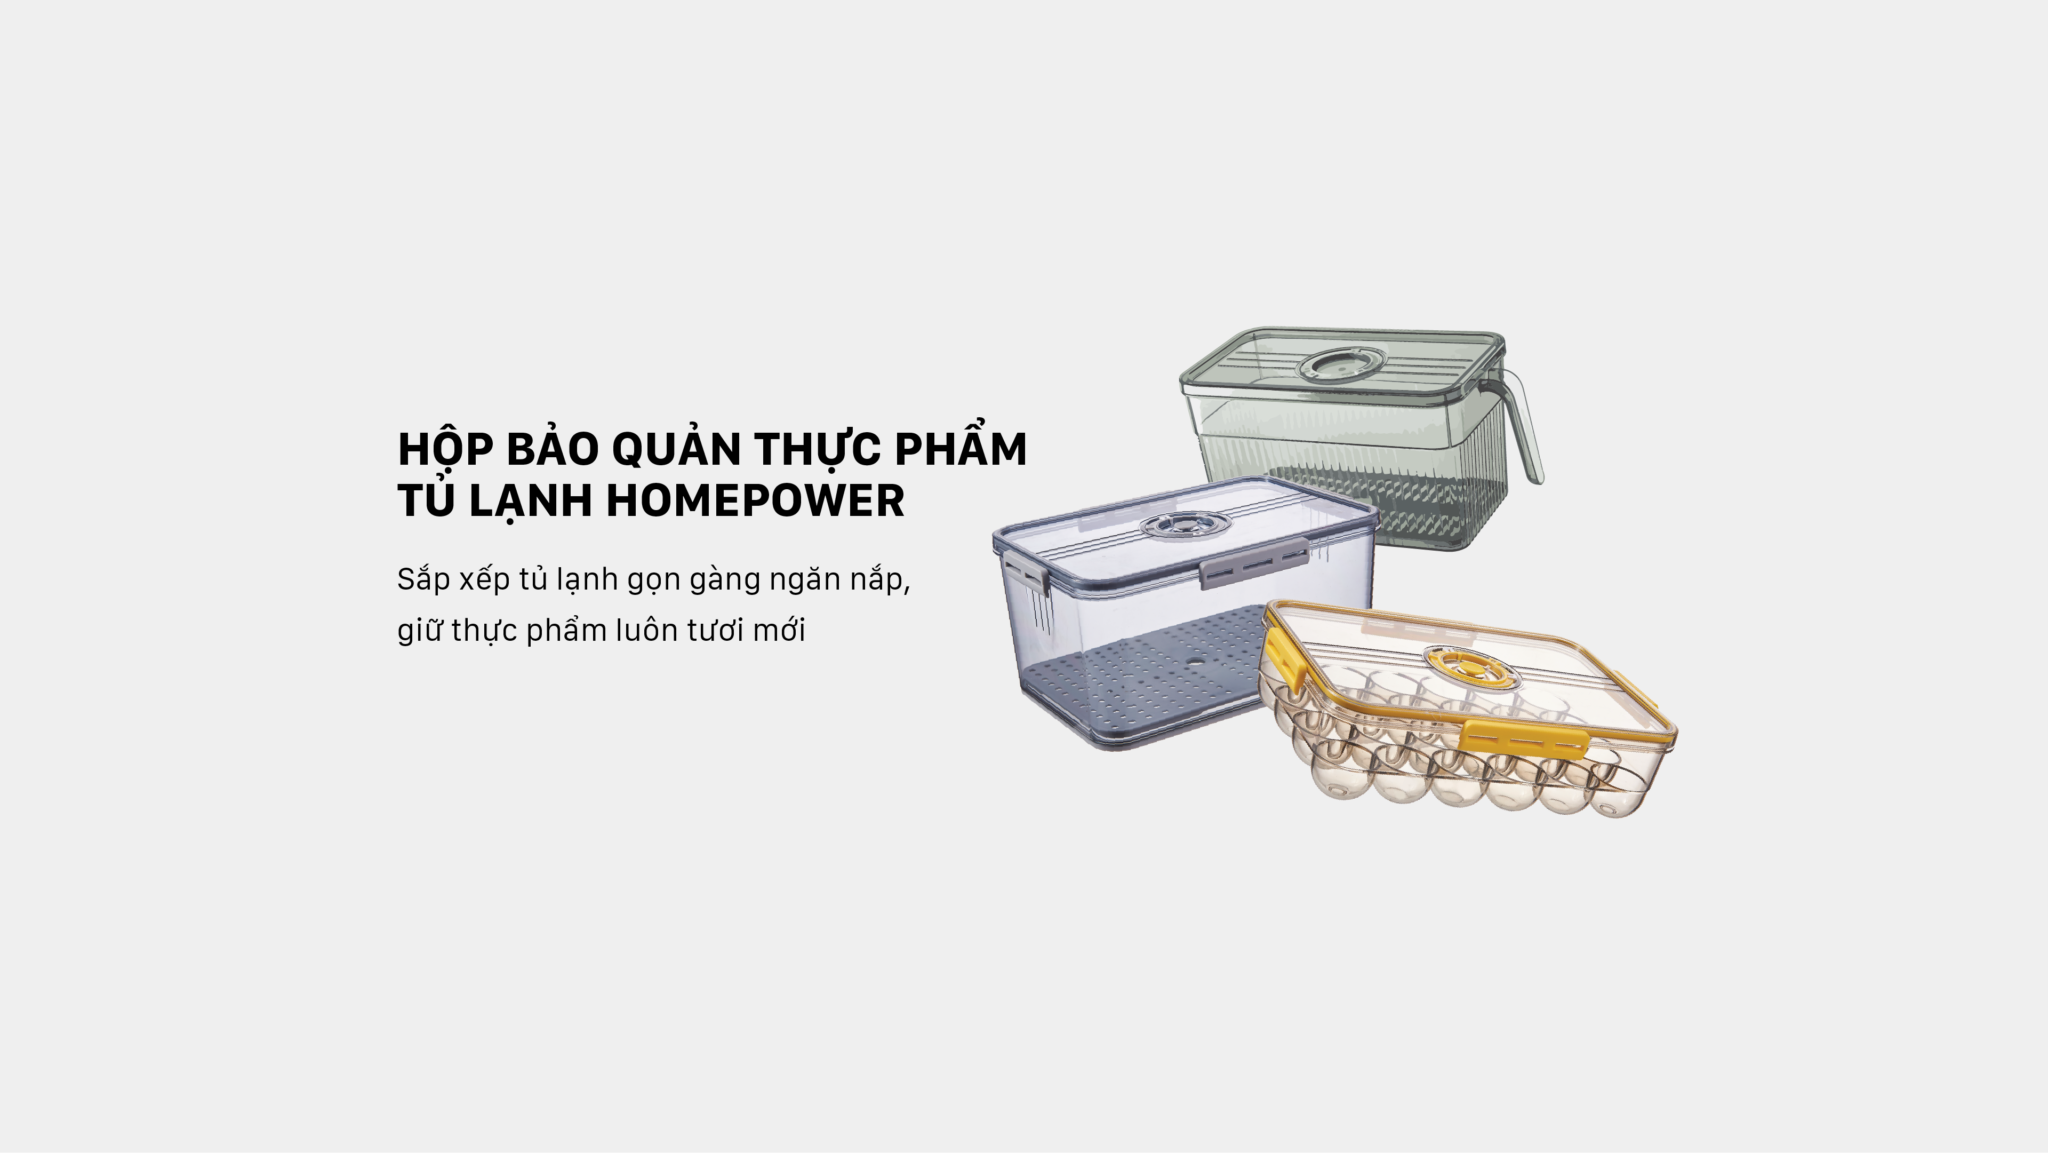 HỘP BẢO QUẢN THỰC PHẨM
TỦ LẠNH HOMEPOWER
Sắp xếp tủ lạnh gọn gàng ngăn nắp,
giữ thực phẩm luôn tươi mới